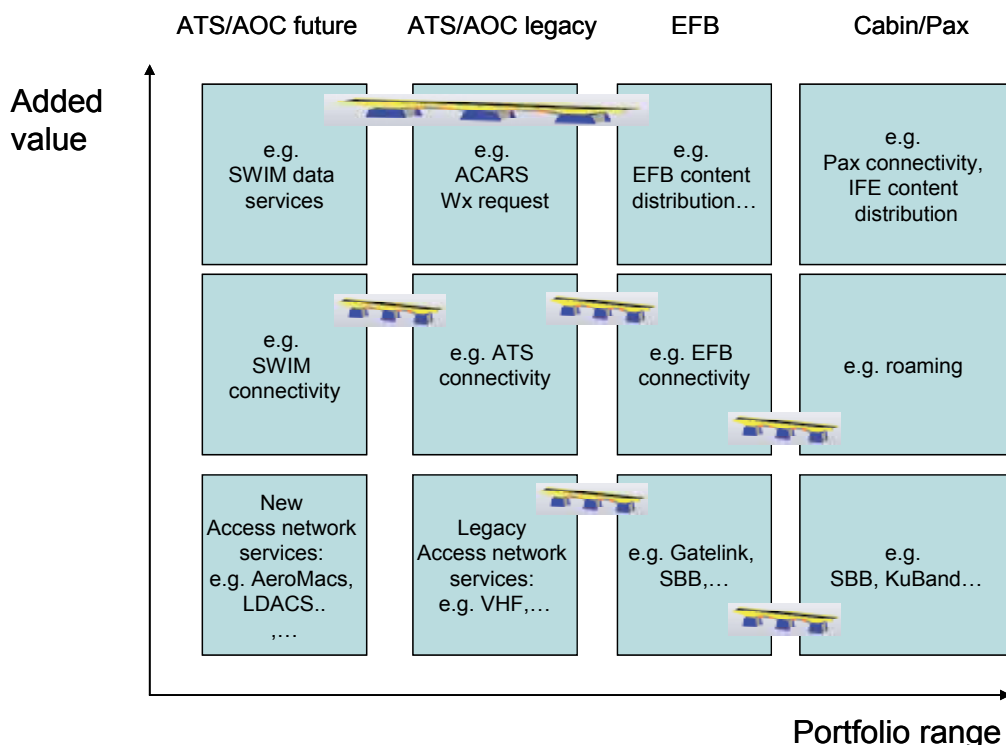 ATS/AOC future
ATS/AOC legacy
EFB
Cabin/Pax
Added
value
e.g.
SWIM data
services
e.g.
ACARS
Wx request
e.g.
EFB content
distribution…
e.g.
Pax connectivity,
IFE content
distribution
e.g.
SWIM
connectivity
e.g. ATS
connectivity
e.g. EFB
connectivity
e.g. roaming
New
Access network
services:
e.g. AeroMacs,
LDACS..
,…
Legacy
Access network
services:
e.g. VHF,…
e.g. Gatelink,
SBB,…
e.g.
SBB, KuBand…
Portfolio range